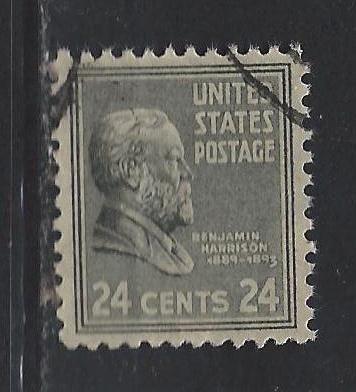 UNITED
STATES
POSTAGE
BENJAMIN
HARRISON
1889-1893
24 CENTS 24